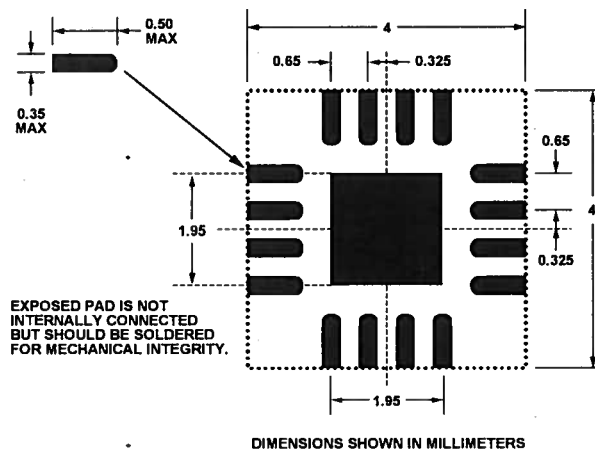 0.50
MAX
4
0.65
0.325
0.35
MAX
0.65
4
1.95
0.325
EXPOSED PAD IS NOT
INTERNALLY CONNECTED
BUT SHOULD BE SOLDERED
FOR MECHANICAL INTEGRITY.
1.95
DIMENSIONS SHOWN IN MILLIMETERS